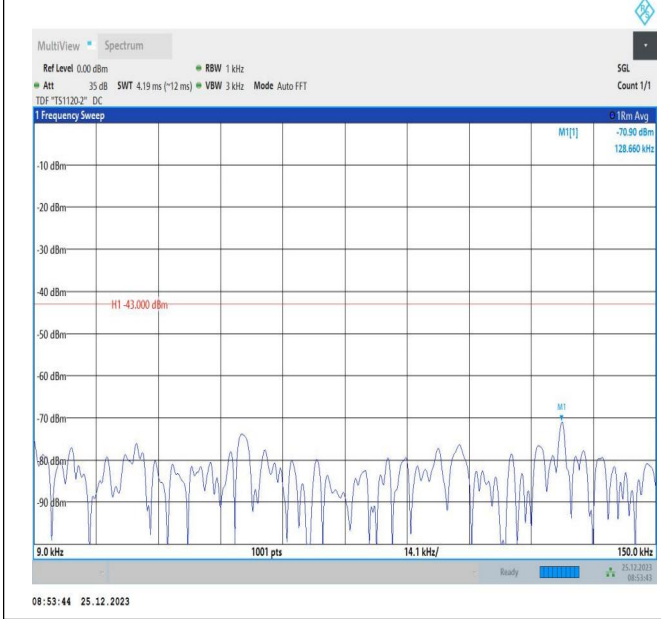 MultiView Spectrum
Ref Level 0.00 dBm RBW 1 kHz SGL
Att 35 dB SWT 4.19 ms (~12 ms) VBW 3 kHz Mode Auto FFT Count 1/1
TDF "TS1120-2" DC
1 Frequency Sweep 1Rm Avg
M1[1] -70.90 dBm
128.660 kHz
-10 dBm
-20 dBm
-30 dBm
-40 dBm
H1 -43.000 dBm
-50 dBm
-60 dBm
M1
-70 dBm
-80 dBm
-90 dBm
9.0 kHz 1001 pts 14.1 kHz/ 150.0 kHz
Ready 25.12.2023
08:53:43
08:53:44 25.12.2023